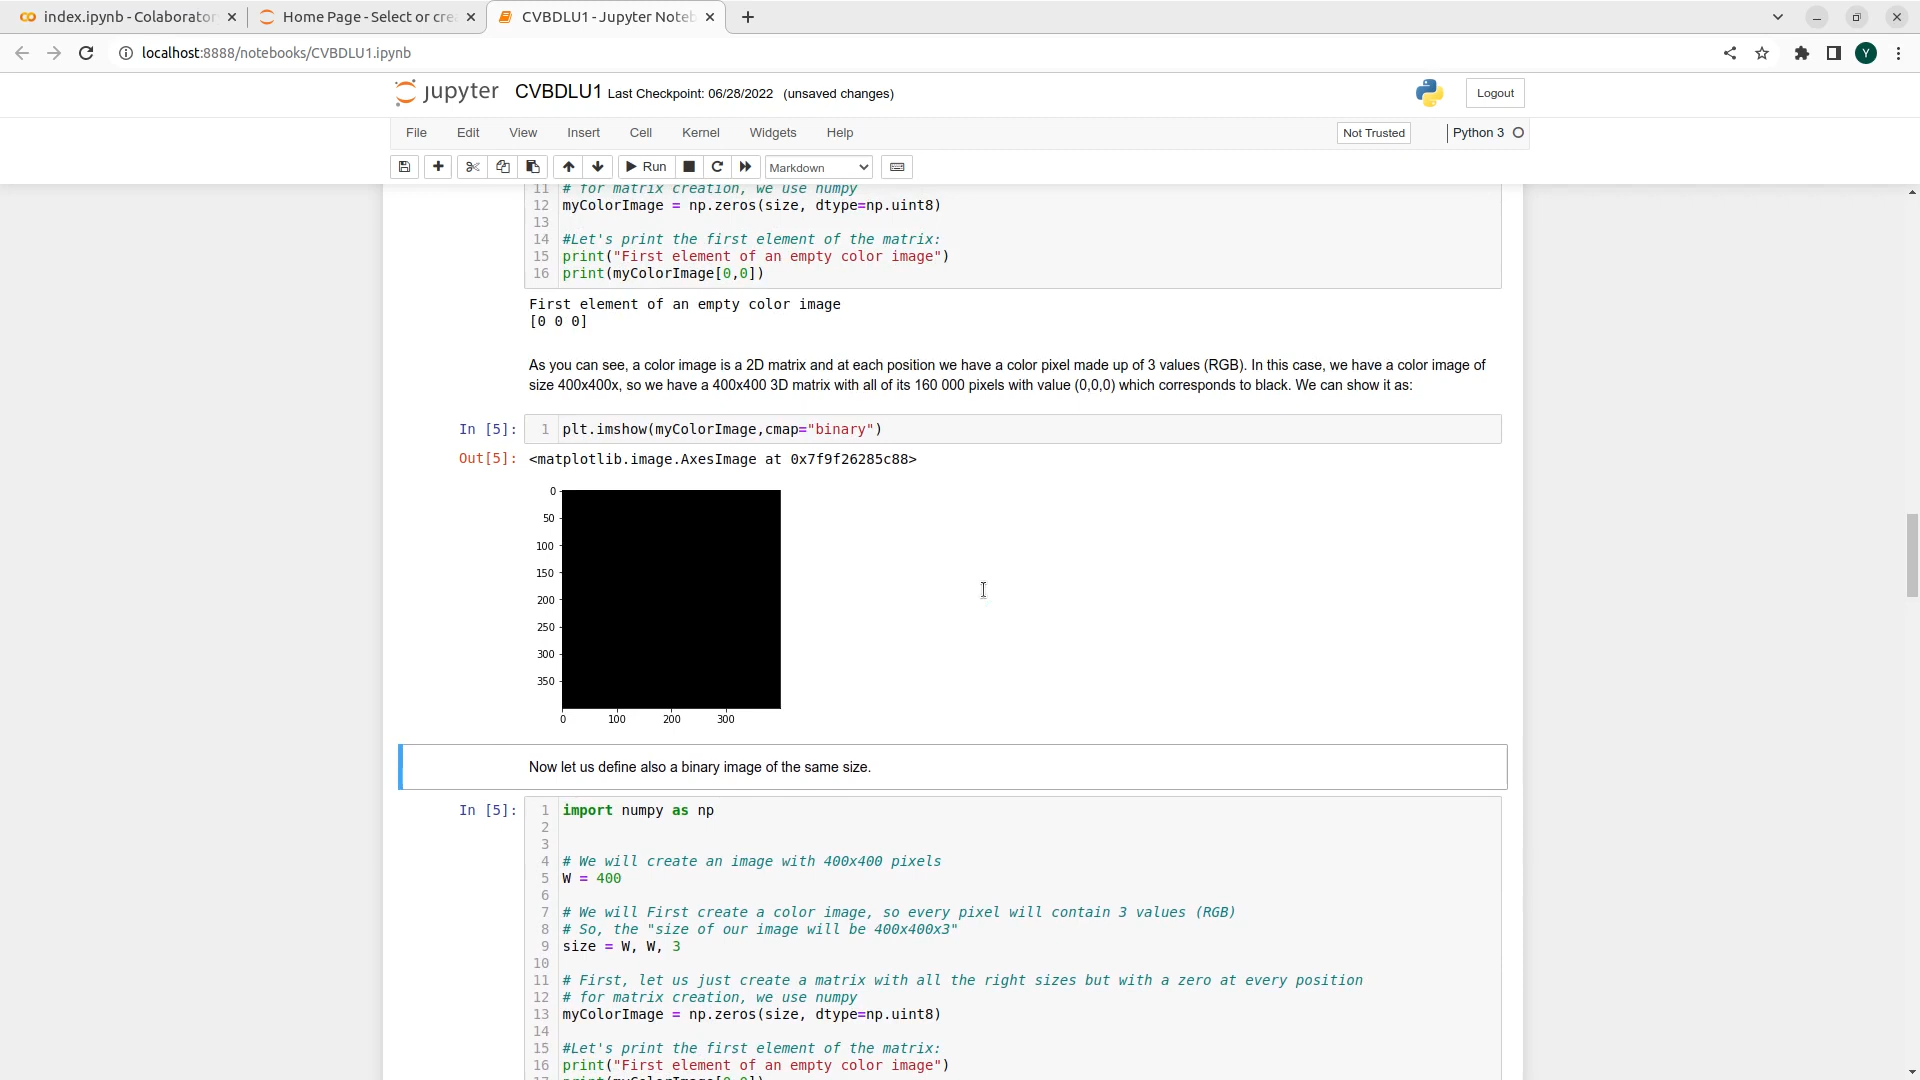 index.ipynb - Colaborator
Home Page - Select or cre
CVBDLU1 - Jupyter Noteb
localhost:8888/notebooks/CVBDLU1.ipynb
Y
jupyter CVBDLU1 Last Checkpoint: 06/28/2022 (unsaved changes)
Logout
File Edit View Insert Cell Kernel Widgets Help
Not Trusted
Python 3
Run
Markdown
11 # for matrix creation, we use numpy
12 myColorImage = np.zeros(size, dtype=np.uint8)
13
14 #Let's print the first element of the matrix:
15 print("First element of an empty color image")
16 print(myColorImage[0,0])
First element of an empty color image
[0 0 0]
As you can see, a color image is a 2D matrix and at each position we have a color pixel made up of 3 values (RGB). In this case, we have a color image of
size 400x400x, so we have a 400x400 3D matrix with all of its 160 000 pixels with value (0,0,0) which corresponds to black. We can show it as:
In [5]: 1 plt.imshow(myColorImage,cmap="binary")
Out[5]: <matplotlib.image.AxesImage at 0x7f9f26285c88>
0
50
100
150
200
250
300
350
0 100 200 300
Now let us define also a binary image of the same size.
In [5]: 1 import numpy as np
2
3
4 # We will create an image with 400x400 pixels
5 W = 400
6
7 # We will First create a color image, so every pixel will contain 3 values (RGB)
8 # So, the "size of our image will be 400x400x3"
9 size = W, W, 3
10
11 # First, let us just create a matrix with all the right sizes but with a zero at every position
12 # for matrix creation, we use numpy
13 myColorImage = np.zeros(size, dtype=np.uint8)
14
15 #Let's print the first element of the matrix:
16 print("First element of an empty color image")